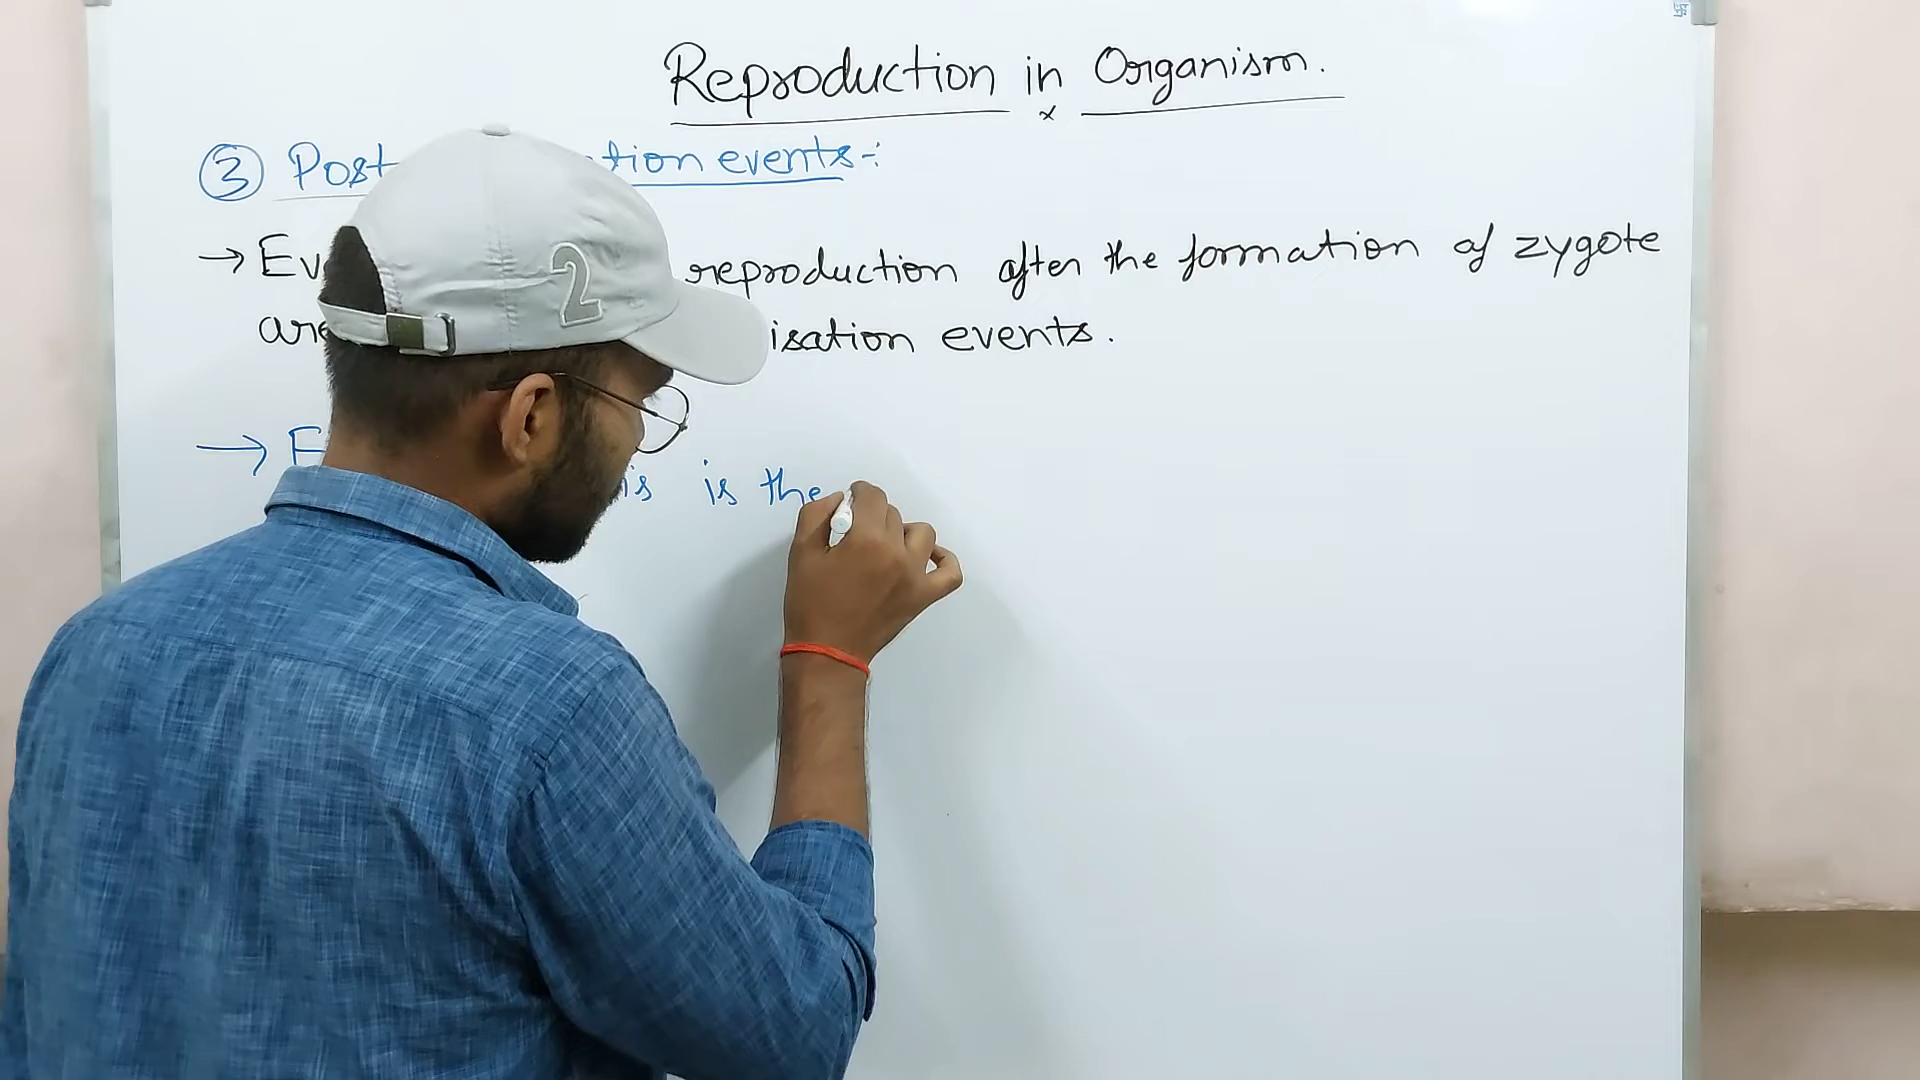 Reproduction in Organism.
③ Post tion events:-
→ Ev reproduction after the formation of zygote
are isation events.
→ E is is the
2